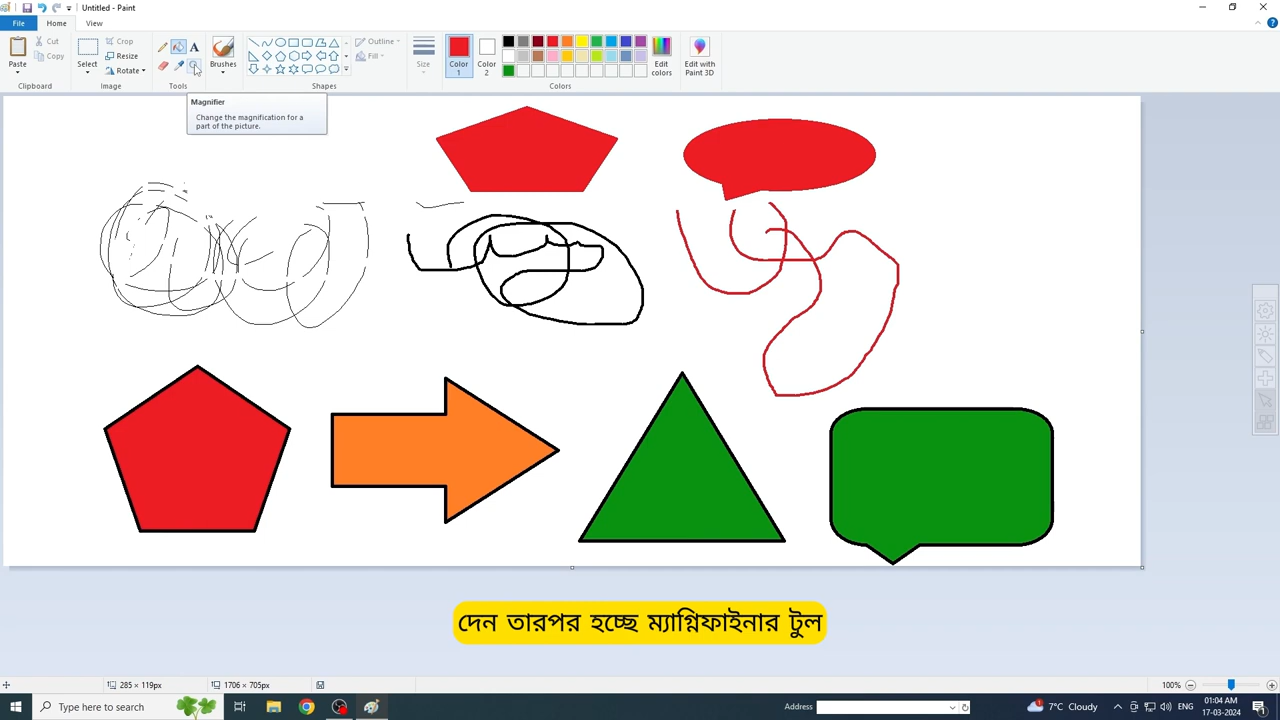 Untitled - Paint
File
Home
View
Paste
Cut
Copy
Clipboard
Select
Crop
Resize
Rotate
Image
A
Tools
Brushes
Outline
Fill
Shapes
Size
Color 1
Color 2
Edit colors
Colors
Edit with Paint 3D
Magnifier
Change the magnification for a
part of the picture.
দেন তারপর হচ্ছে ম্যাগ্নিফাইনার টুল
285 × 119px
1706 × 705px
100%
Type here to search
Address
7°C Cloudy
ENG
01:04 AM
17-03-2024
1